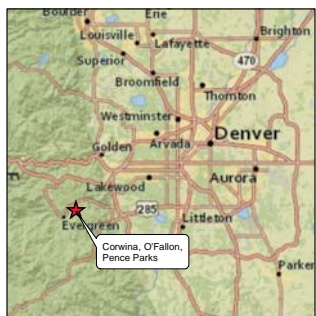 Boulder
Erie
Louisville
Lafayette
Brighton
Superior
470
Broomfield
Thornton
Westminster
Denver
Golden
Arvada
Aurora
Lakewood
285
Littleton
Evergreen
Corwina, O'Fallon,
Pence Parks
Parker